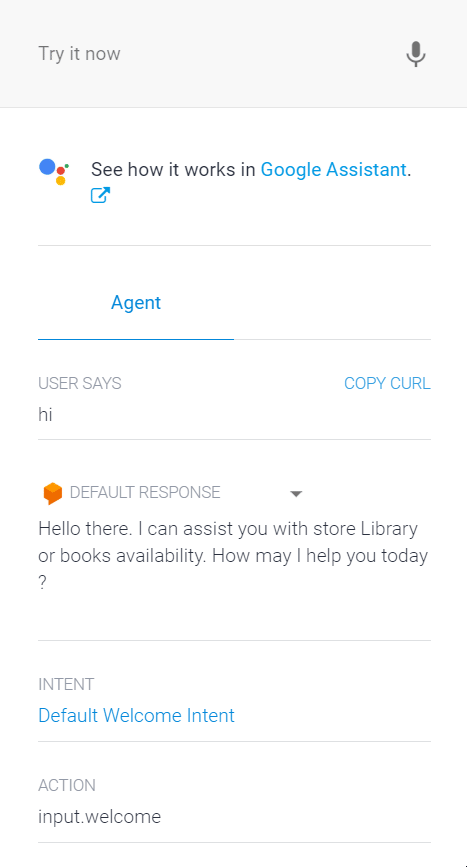 Try it now
See how it works in Google Assistant.
Agent
USER SAYS COPY CURL
hi
DEFAULT RESPONSE
Hello there. I can assist you with store Library
or books availability. How may I help you today
?
INTENT
Default Welcome Intent
ACTION
input.welcome